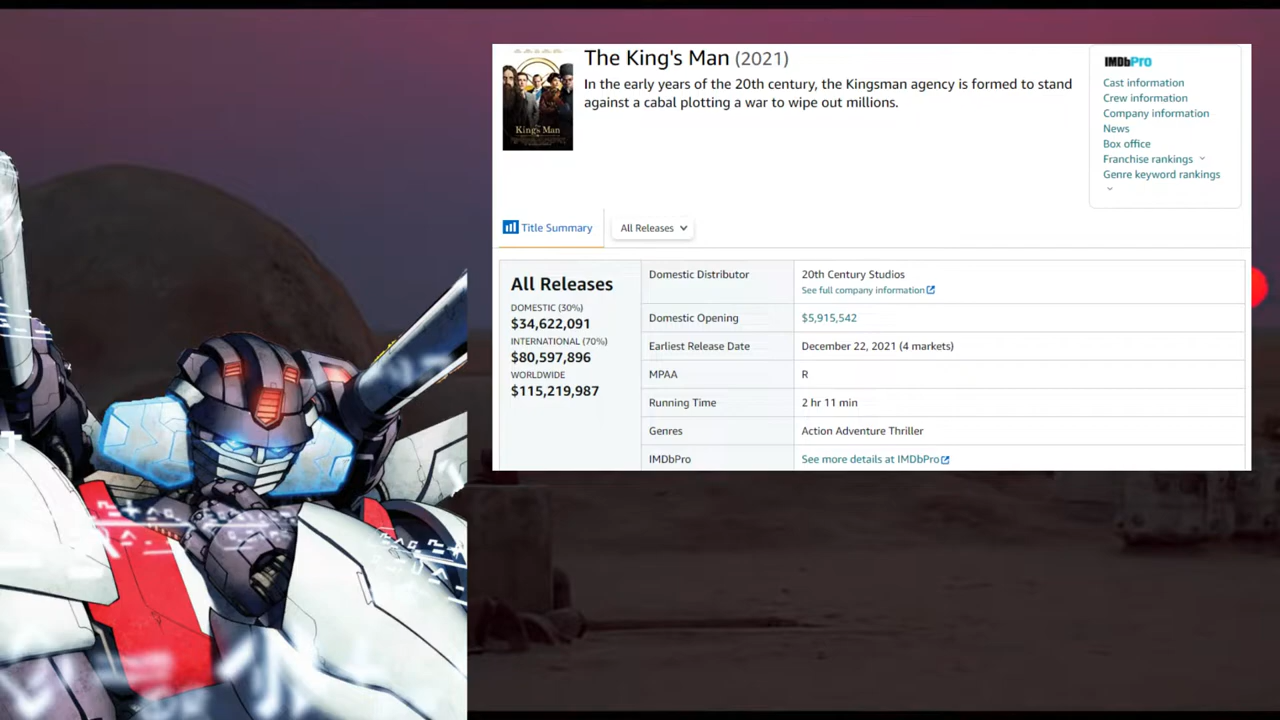 The King's Man (2021)
In the early years of the 20th century, the Kingsman agency is formed to stand
against a cabal plotting a war to wipe out millions.
King's Man
IMDbPro
Cast information
Crew information
Company information
News
Box office
Franchise rankings
Genre keyword rankings
Title Summary
All Releases
All Releases
DOMESTIC (30%)
$34,622,091
INTERNATIONAL (70%)
$80,597,896
WORLDWIDE
$115,219,987
Domestic Distributor
20th Century Studios
See full company information
Domestic Opening
$5,915,542
Earliest Release Date
December 22, 2021 (4 markets)
MPAA
R
Running Time
2 hr 11 min
Genres
Action Adventure Thriller
IMDbPro
See more details at IMDbPro